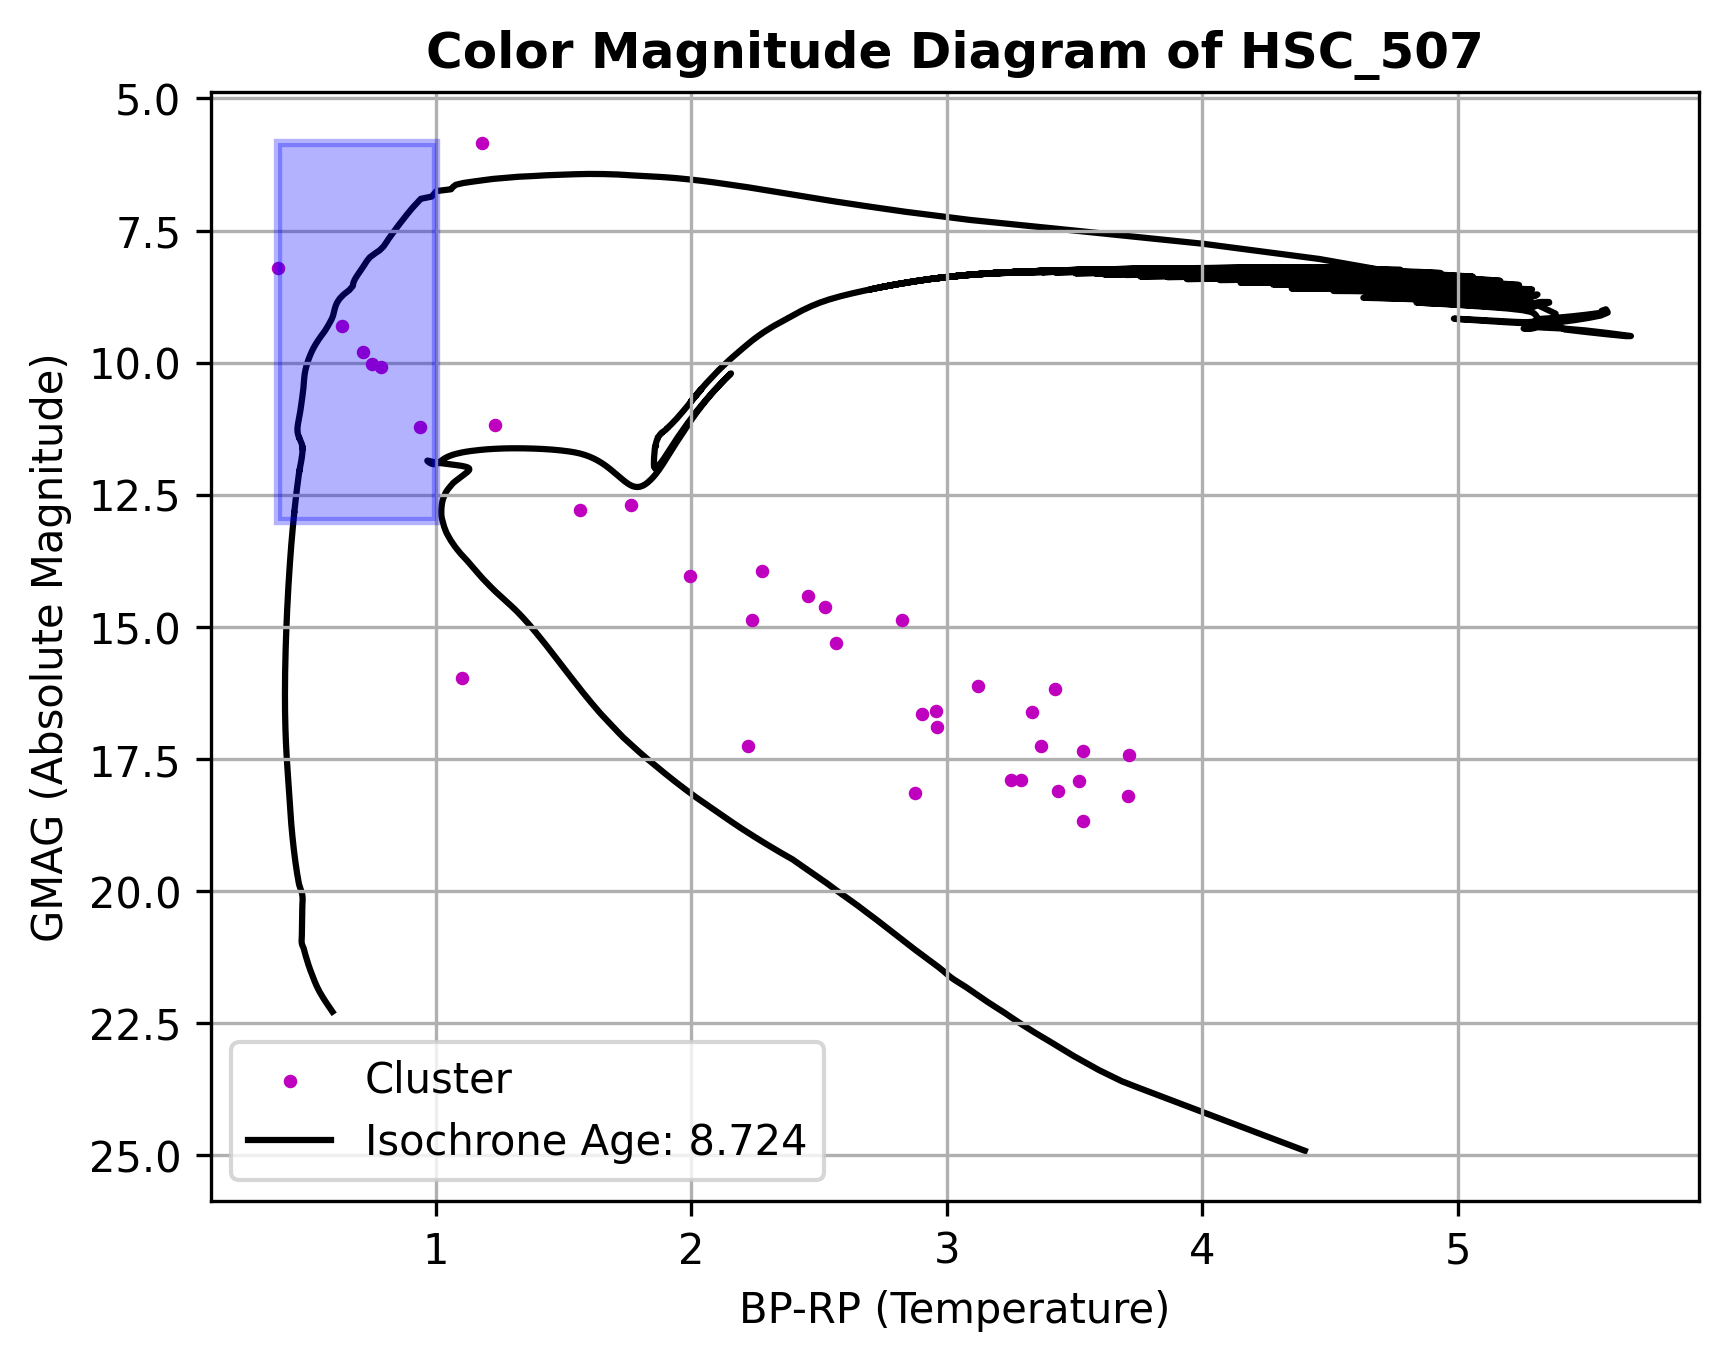 Color Magnitude Diagram of HSC_507
GMAG (Absolute Magnitude)
5.0
7.5
10.0
12.5
15.0
17.5
20.0
22.5
25.0
Cluster
Isochrone Age: 8.724
1 2 3 4 5
BP-RP (Temperature)